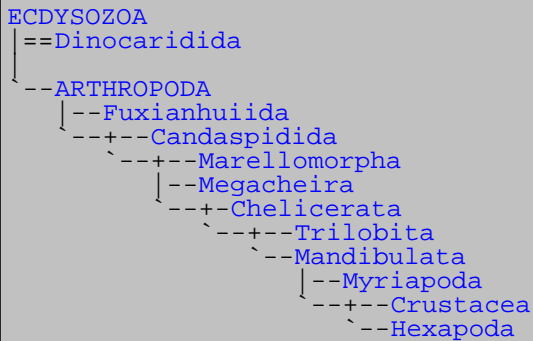 ECDYSOZOA
|==Dinocaridida
|
`--ARTHROPODA
|--Fuxianhuiida
`--+--Candaspidida
`--+--Marellomorpha
|--Megacheira
`--+-Chelicerata
`--+--Trilobita
`--Mandibulata
|--Myriapoda
`--+--Crustacea
`--Hexapoda